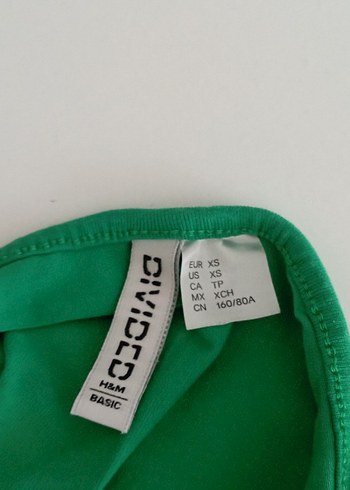 DIVIDED
H&M
BASIC
EUR XS
US XS
CA TP
MX XCH
CN 160/80A